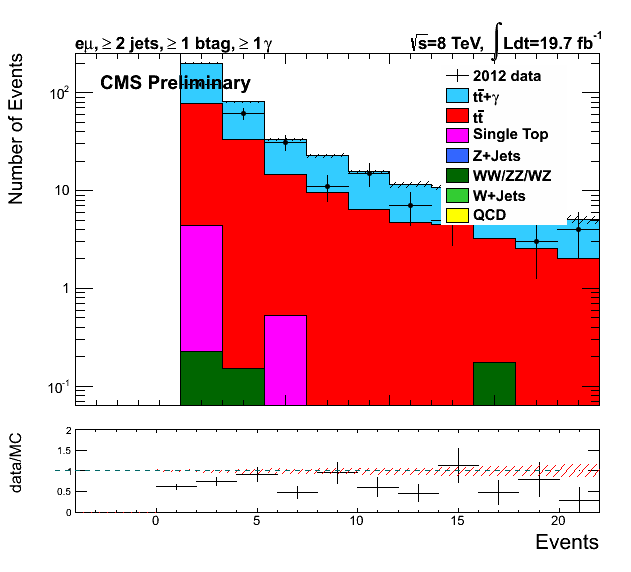 eμ, ≥ 2 jets, ≥ 1 btag, ≥ 1 γ
√s=8 TeV, ∫ Ldt=19.7 fb⁻¹
CMS Preliminary
2012 data
tt̄+γ
tt̄
Single Top
Z+Jets
WW/ZZ/WZ
W+Jets
QCD
Number of Events
10²
10
1
10⁻¹
data/MC
2
1.5
1
0.5
0
0 5 10 15 20
Events